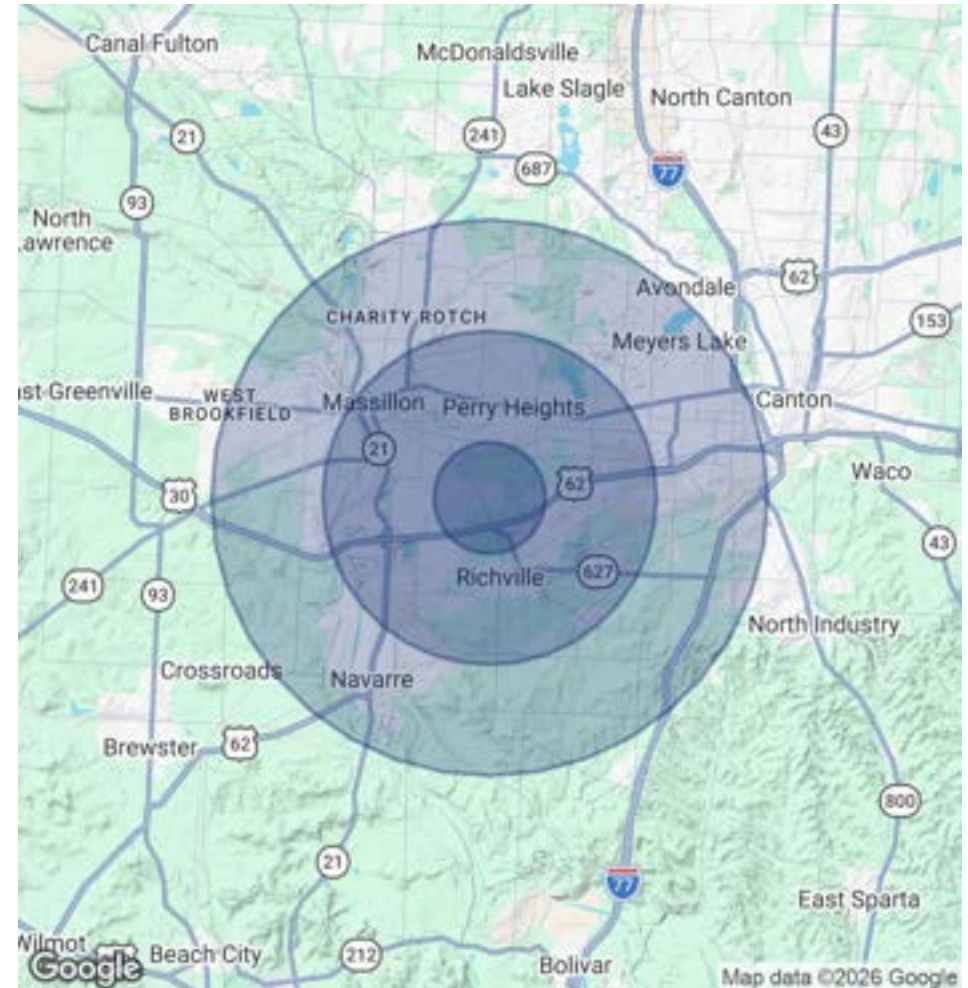 Canal Fulton
McDonaldsville
Lake Slagle
North Canton
241
43
21
687
77
93
North
Lawrence
62
Avondale
CHARITY ROTCH
153
Meyers Lake
ast Greenville
WEST
BROOKFIELD
Massillon
Perry Heights
Canton
21
Waco
62
30
43
241
93
Richville
627
North Industry
Crossroads
Navarre
Brewster
62
800
21
77
East Sparta
Wilmot
Beach City
212
Bolivar
Google
Map data ©2026 Google